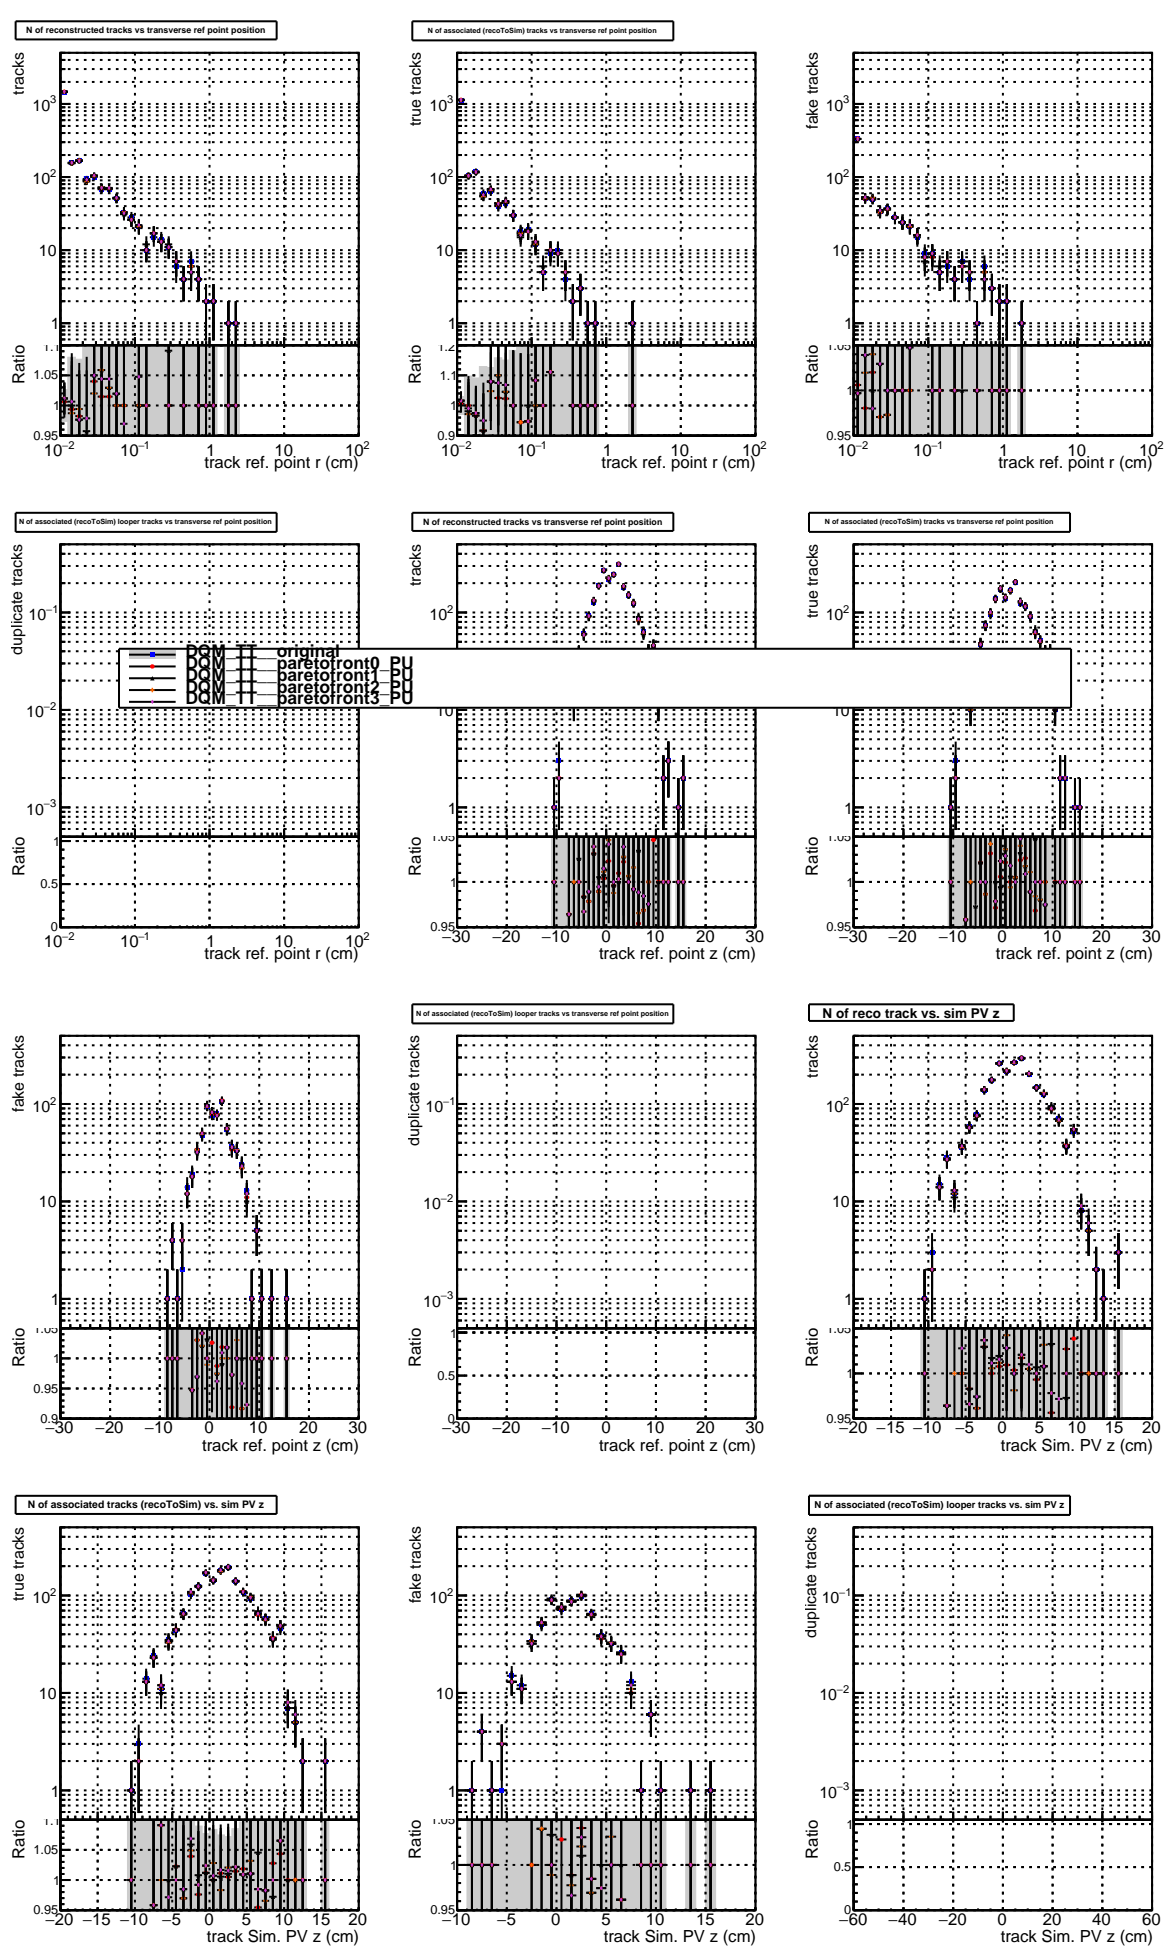 N of reconstructed tracks vs transverse ref point position
tracks
10³
10²
10
1
Ratio
1.1
1.05
1
0.95
10⁻² 10⁻¹ 1 10 10²
track ref. point r (cm)
N of associated (recoToSim) tracks vs transverse ref point position
true tracks
10³
10²
10
1
Ratio
1.2
1.1
1
0.9
10⁻² 10⁻¹ 1 10 10²
track ref. point r (cm)
fake tracks
10³
10²
10
1
Ratio
1.05
1
0.95
10⁻² 10⁻¹ 1 10 10²
track ref. point r (cm)
N of associated (recoToSim) looper tracks vs transverse ref point position
duplicate tracks
10⁻¹
10⁻²
10⁻³
Ratio
1
0.5
0
10⁻² 10⁻¹ 1 10 10²
track ref. point r (cm)
N of reconstructed tracks vs transverse ref point position
tracks
10²
10
1
Ratio
1.05
1
0.95
−30 −20 −10 0 10 20 30
track ref. point z (cm)
N of associated (recoToSim) tracks vs transverse ref point position
true tracks
10²
10
1
Ratio
1.05
1
0.95
−30 −20 −10 0 10 20 30
track ref. point z (cm)
DQM_TT__original
DQM_TT__paretofront0_PU
DQM_TT__paretofront1_PU
DQM_TT__paretofront2_PU
DQM_TT__paretofront3_PU
fake tracks
10²
10
1
Ratio
1.05
1
0.95
0.9
−30 −20 −10 0 10 20 30
track ref. point z (cm)
N of associated (recoToSim) looper tracks vs transverse ref point position
duplicate tracks
10⁻¹
10⁻²
10⁻³
Ratio
1
0.5
0
−30 −20 −10 0 10 20 30
track ref. point z (cm)
N of reco track vs. sim PV z
tracks
10²
10
1
Ratio
1.05
1
0.95
−20 −15 −10 −5 0 5 10 15 20
track Sim. PV z (cm)
N of associated tracks (recoToSim) vs. sim PV z
true tracks
10²
10
1
Ratio
1.1
1.05
1
0.95
−20 −15 −10 −5 0 5 10 15 20
track Sim. PV z (cm)
fake tracks
10²
10
1
Ratio
1.05
1
0.95
−10 −5 0 5 10 15 20
track Sim. PV z (cm)
N of associated (recoToSim) looper tracks vs. sim PV z
duplicate tracks
10⁻¹
10⁻²
10⁻³
Ratio
1
0.5
0
−60 −40 −20 0 20 40 60
track Sim. PV z (cm)